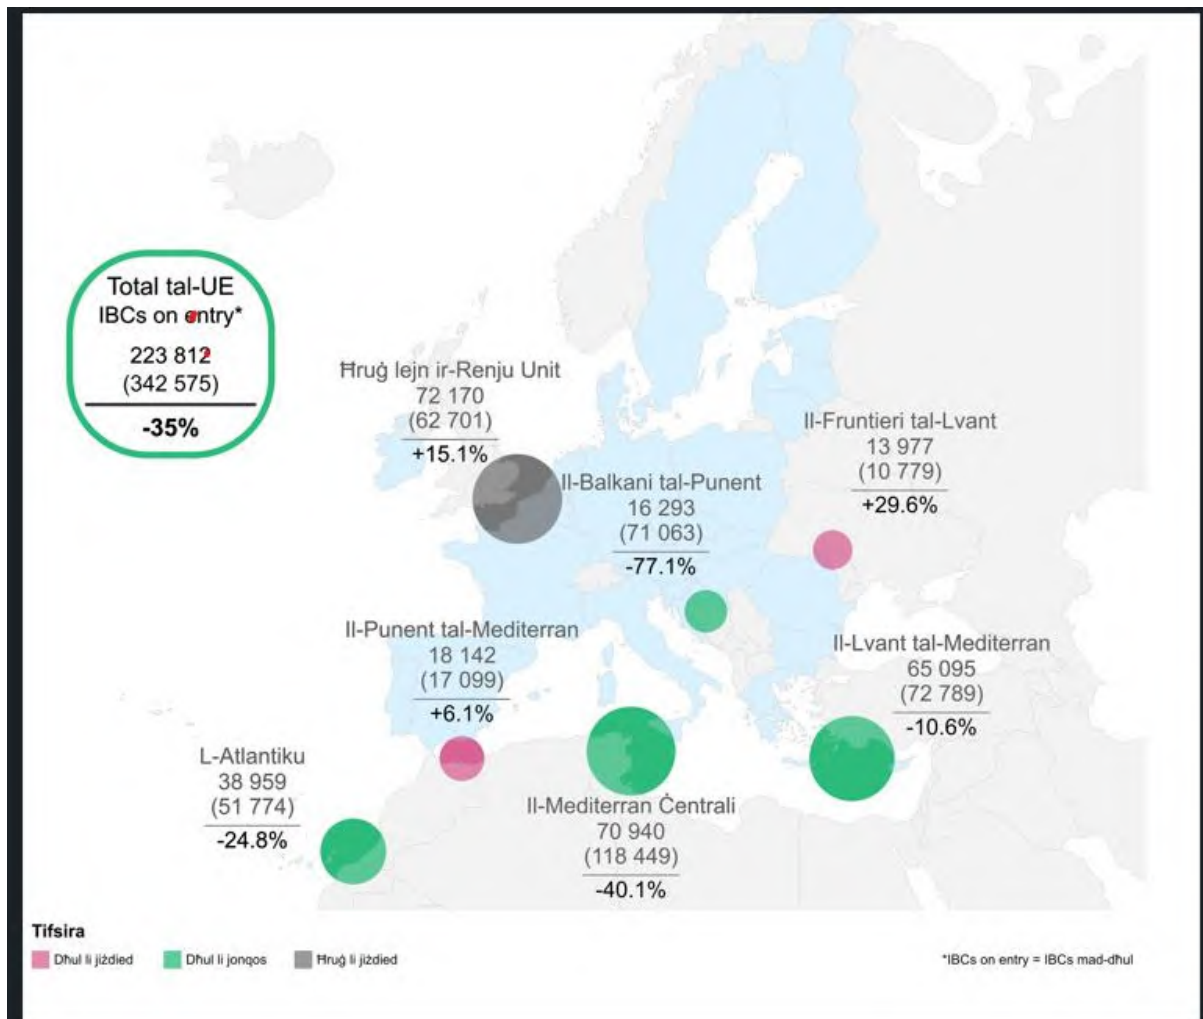 Total tal-UE
IBCs on entry*
223 812
(342 575)
-35%
Ħruġ lejn ir-Renju Unit
72 170
(62 701)
+15.1%
Il-Fruntieri tal-Lvant
13 977
(10 779)
+29.6%
Il-Balkani tal-Punent
16 293
(71 063)
-77.1%
Il-Punent tal-Mediterran
18 142
(17 099)
+6.1%
Il-Lvant tal-Mediterran
65 095
(72 789)
-10.6%
L-Atlantiku
38 959
(51 774)
-24.8%
Il-Mediterran Ċentrali
70 940
(118 449)
-40.1%
Tifsira
Dħul li jiżdied
Dħul li jonqos
Ħruġ li jiżdied
*IBCs on entry = IBCs mad-dħul